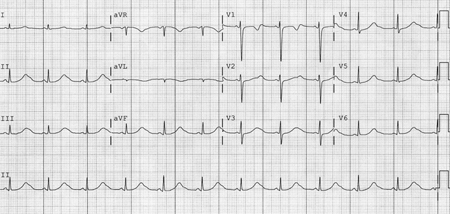 I aVR V1 V4
II aVL V2 V5
III aVF V3 V6
II